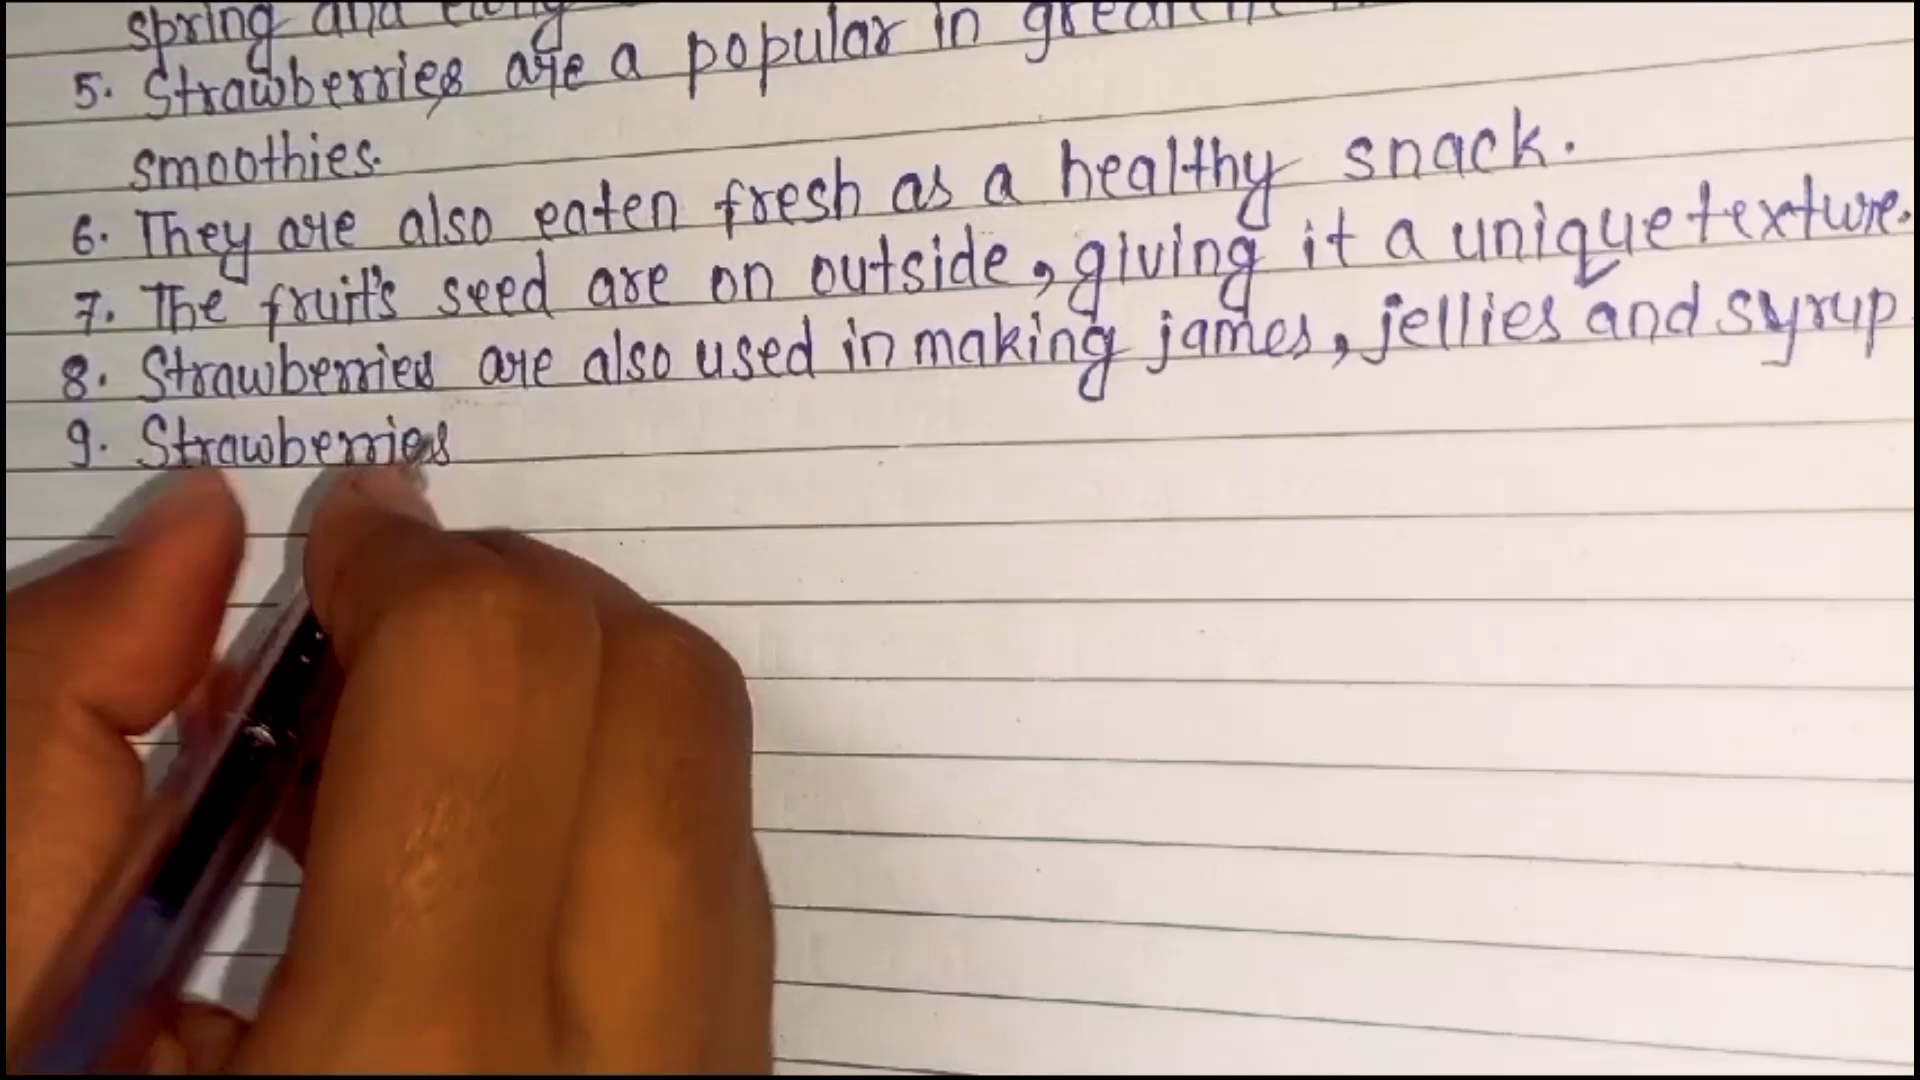 spring and
5. Strawberries are a popular in
smoothies.
6. They are also eaten fresh as a healthy snack.
7. The fruit's seed are on outside, giving it a unique texture.
8. Strawberries are also used in making james, jellies and syrup
9. Strawberries